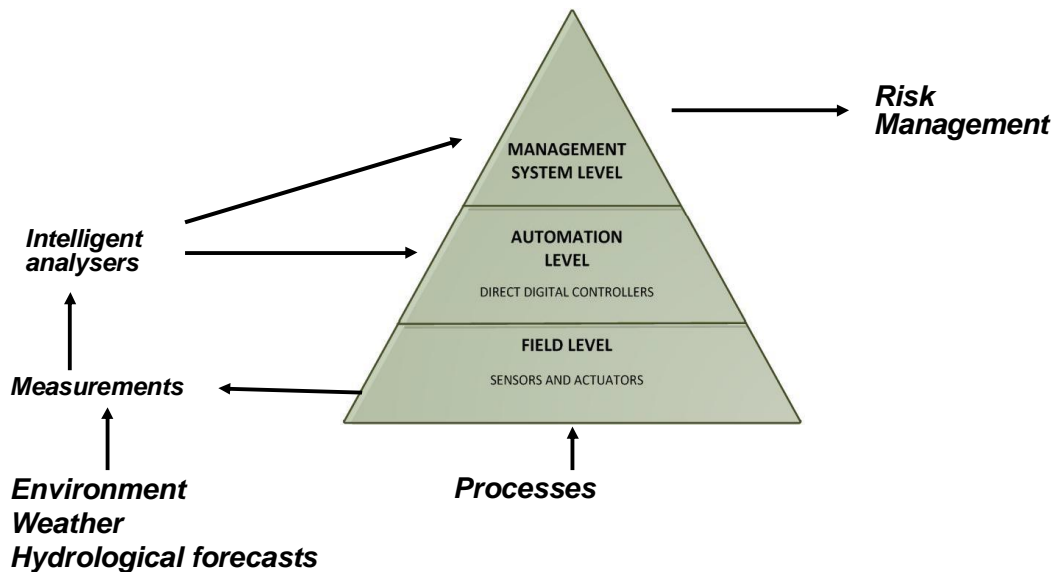 Risk
Management
MANAGEMENT
SYSTEM LEVEL
Intelligent
analysers
AUTOMATION
LEVEL
DIRECT DIGITAL CONTROLLERS
FIELD LEVEL
SENSORS AND ACTUATORS
Measurements
Environment
Weather
Hydrological forecasts
Processes